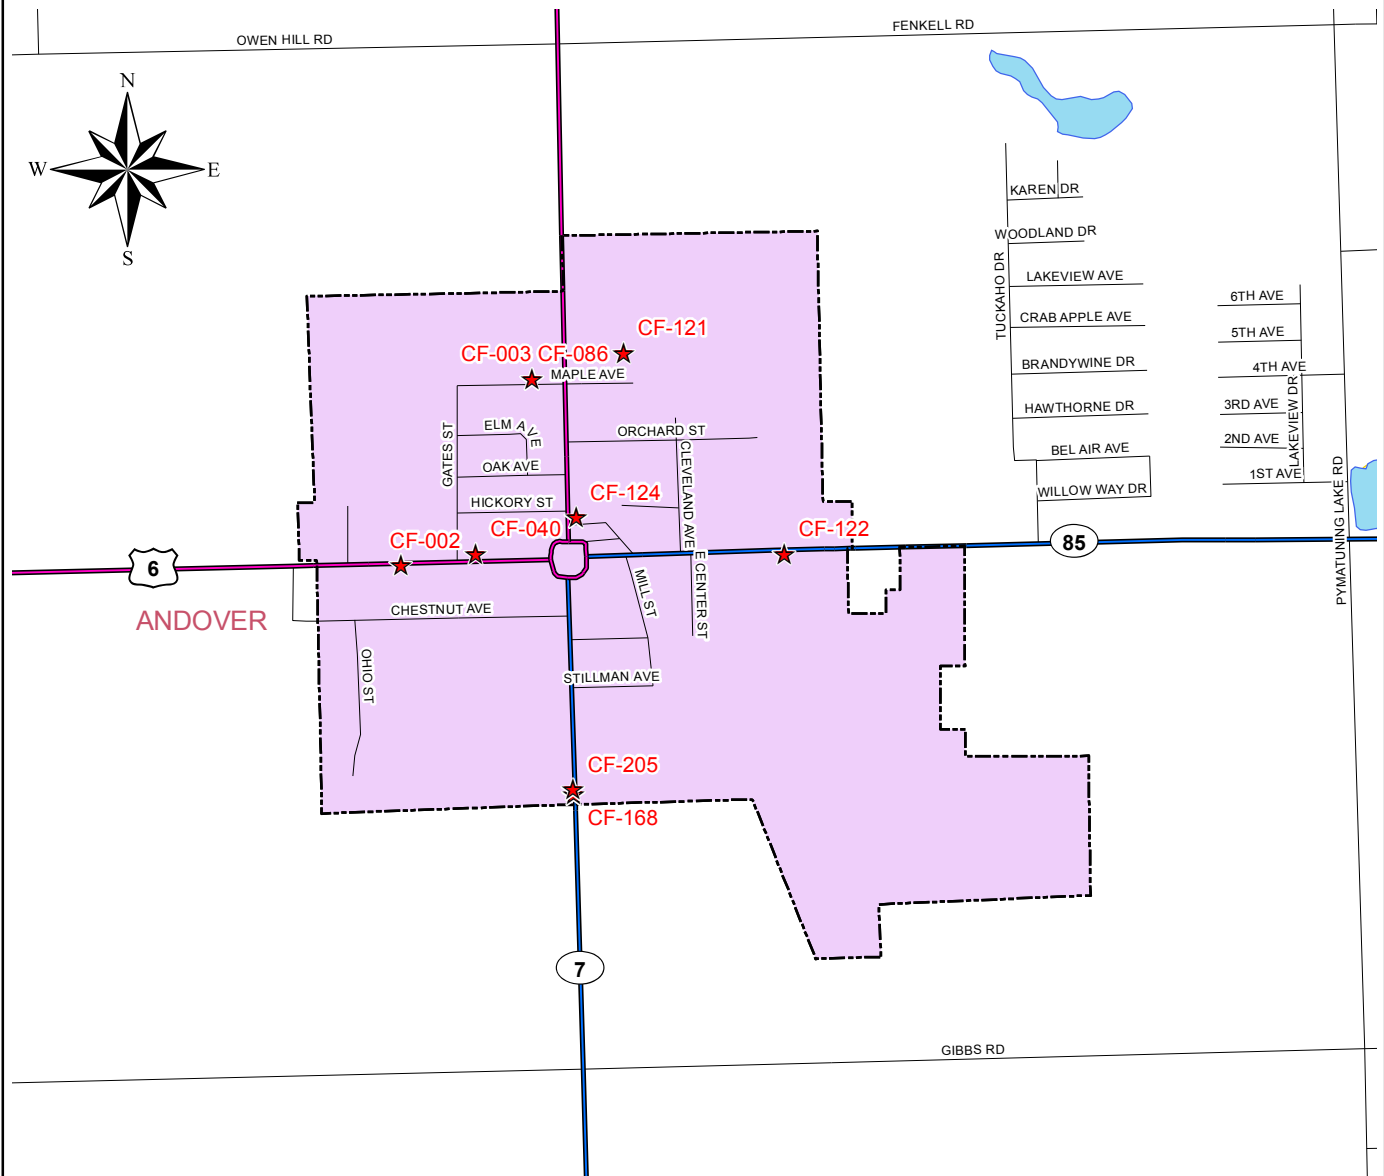 FENKELL RD
OWEN HILL RD
N
W
E
S
KAREN DR
WOODLAND DR
TUCKAHO DR
LAKEVIEW AVE
6TH AVE
CRAB APPLE AVE
5TH AVE
CF-121
CF-003
CF-086
BRANDYWINE DR
4TH AVE
MAPLE AVE
LAKEVIEW DR
HAWTHORNE DR
3RD AVE
ELM AVE
ORCHARD ST
2ND AVE
GATES ST
BEL AIR AVE
OAK AVE
CLEVELAND AVE
1ST AVE
WILLOW WAY DR
CF-124
HICKORY ST
PYMATUNING LAKE RD
CF-040
CF-122
CF-002
85
6
E CENTER ST
MILL ST
CHESTNUT AVE
ANDOVER
OHIO ST
STILLMAN AVE
CF-205
CF-168
7
GIBBS RD